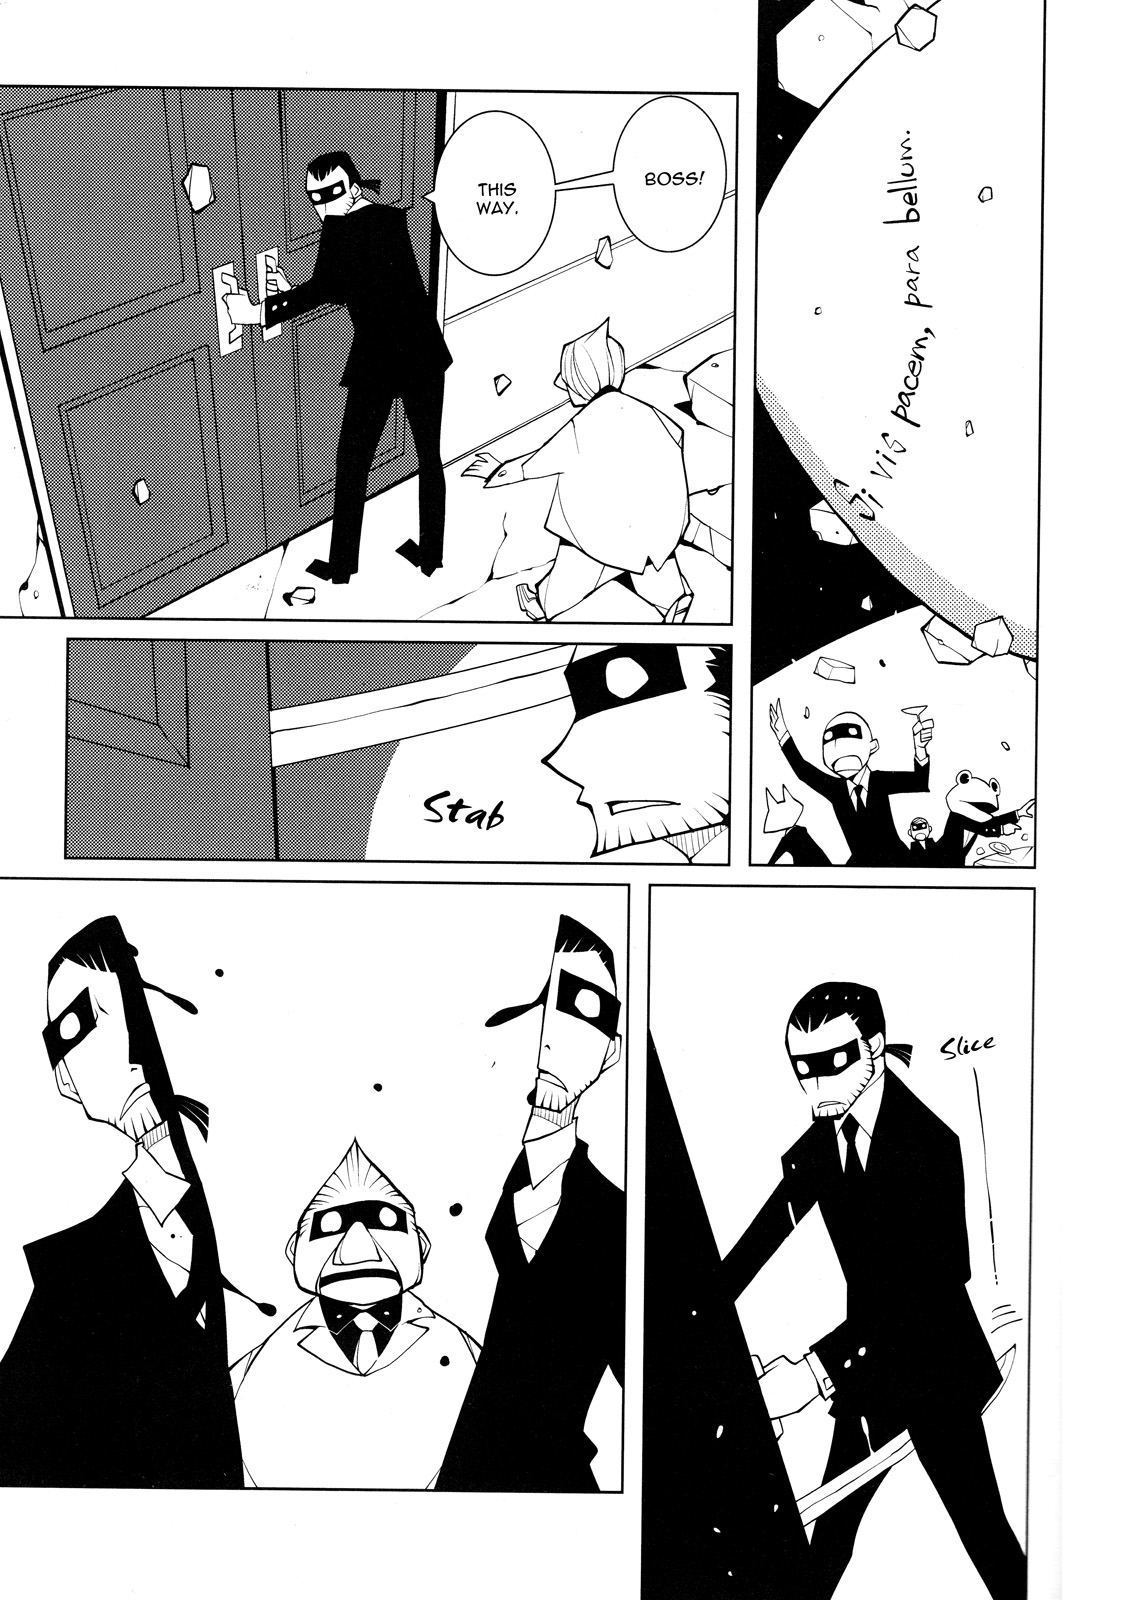 Si vis pacem, para bellum.
BOSS!
THIS
WAY.
Stab
Slice